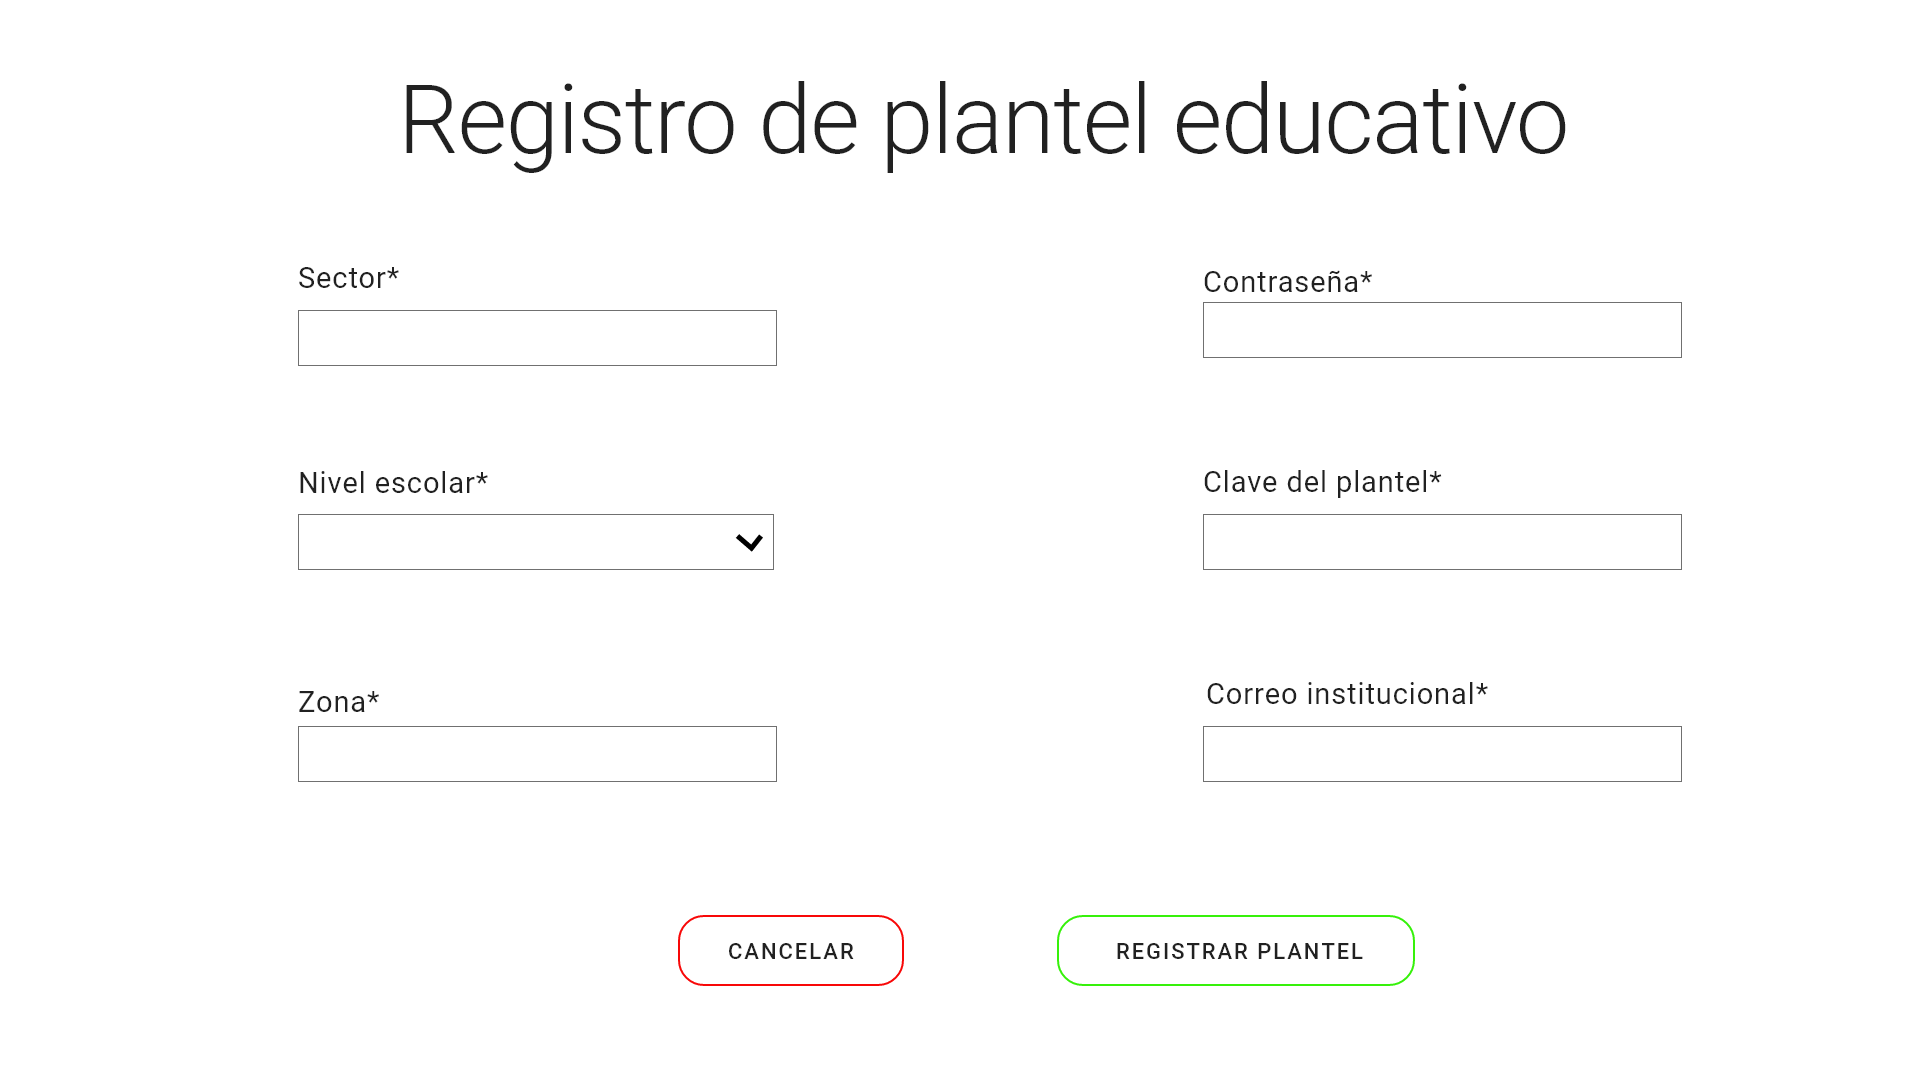 Registro de plantel educativo
Sector*
Contraseña*
Nivel escolar*
Clave del plantel*
Zona*
Correo institucional*
CANCELAR
REGISTRAR PLANTEL